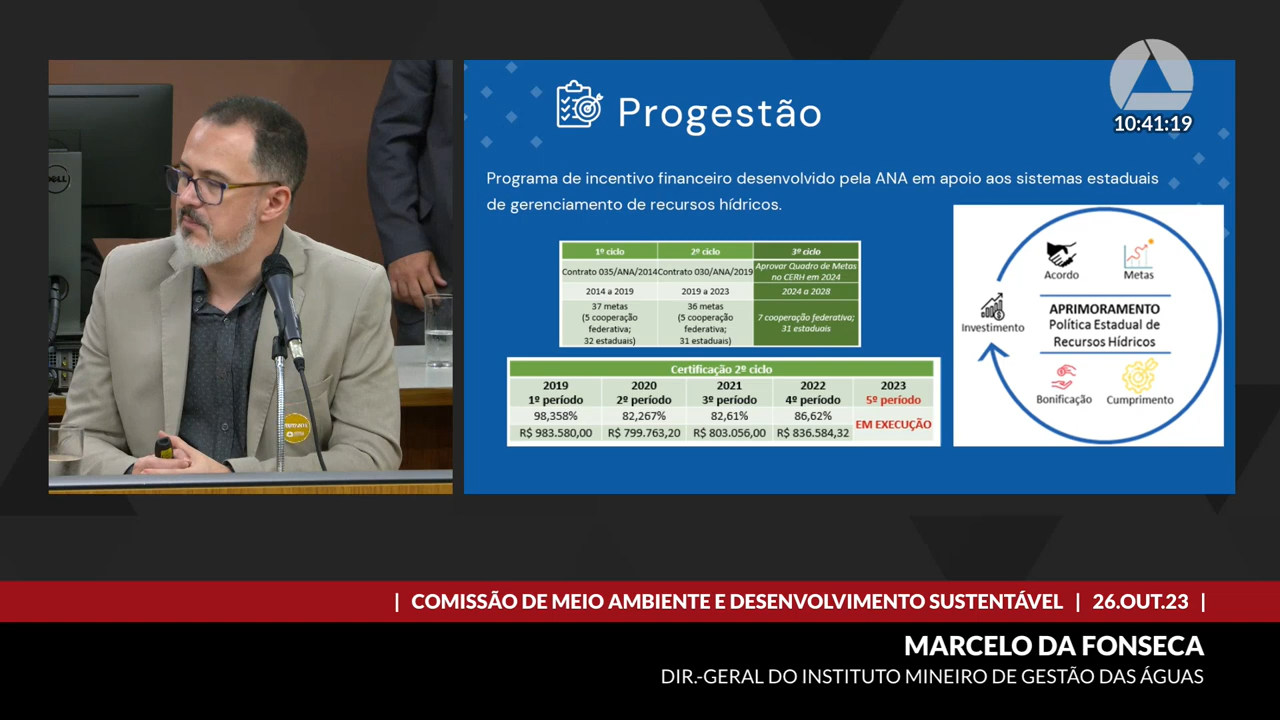 10:41:19
Progestão
Programa de incentivo financeiro desenvolvido pela ANA em apoio aos sistemas estaduais
de gerenciamento de recursos hídricos.
1º ciclo 2º ciclo 3º ciclo
Contrato 035/ANA/2014 Contrato 030/ANA/2019 Aprovar Quadro de Metas
no CERH em 2024
2014 a 2019 2019 a 2023 2024 a 2028
37 metas
(5 cooperação
federativa;
32 estaduais)
36 metas
(5 cooperação
federativa;
31 estaduais)
7 cooperação federativa;
31 estaduais
Certificação 2º ciclo
2019 2020 2021 2022 2023
1º período 2º período 3º período 4º período 5º período
98,358% 82,267% 82,61% 86,62% EM EXECUÇÃO
R$ 983.580,00 R$ 799.763,20 R$ 803.056,00 R$ 836.584,32
Acordo
Metas
Investimento
APRIMORAMENTO
Política Estadual de
Recursos Hídricos
Bonificação
Cumprimento
DELL
| COMISSÃO DE MEIO AMBIENTE E DESENVOLVIMENTO SUSTENTÁVEL | 26.OUT.23 |
MARCELO DA FONSECA
DIR.-GERAL DO INSTITUTO MINEIRO DE GESTÃO DAS ÁGUAS